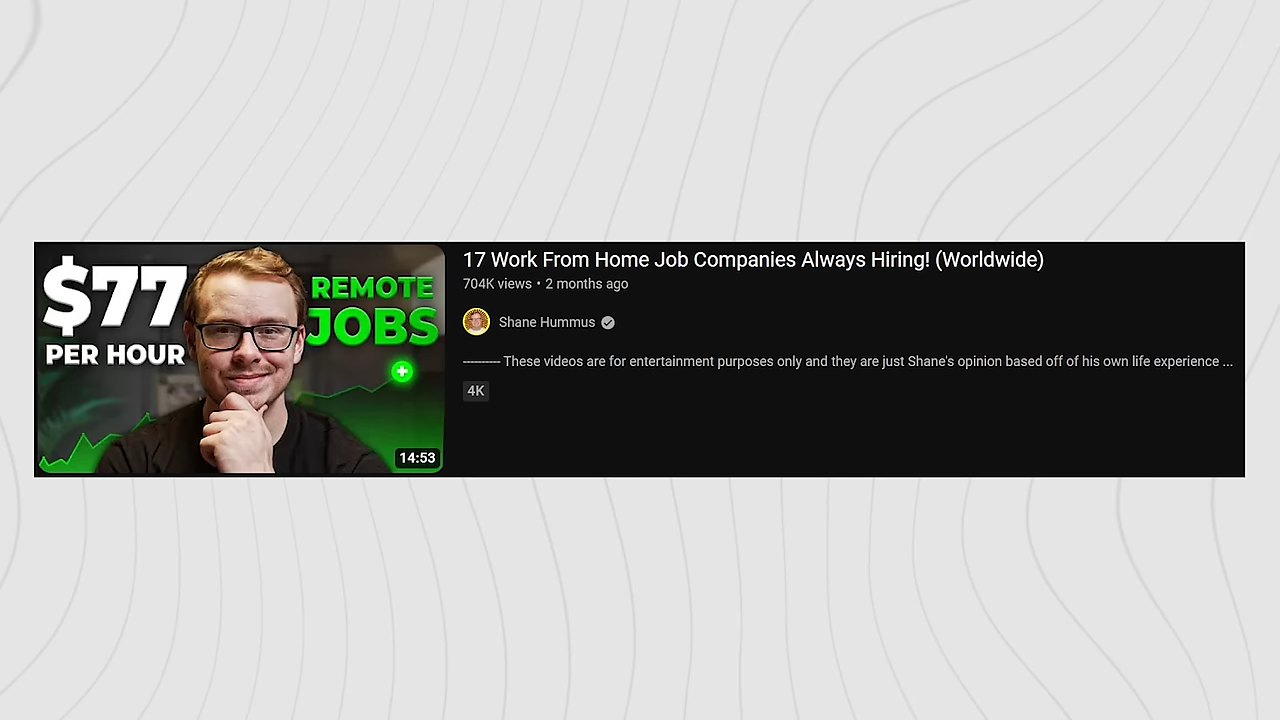 $77
PER HOUR
REMOTE
JOBS
14:53
17 Work From Home Job Companies Always Hiring! (Worldwide)
704K views • 2 months ago
Shane Hummus
---------- These videos are for entertainment purposes only and they are just Shane's opinion based off of his own life experience ...
4K